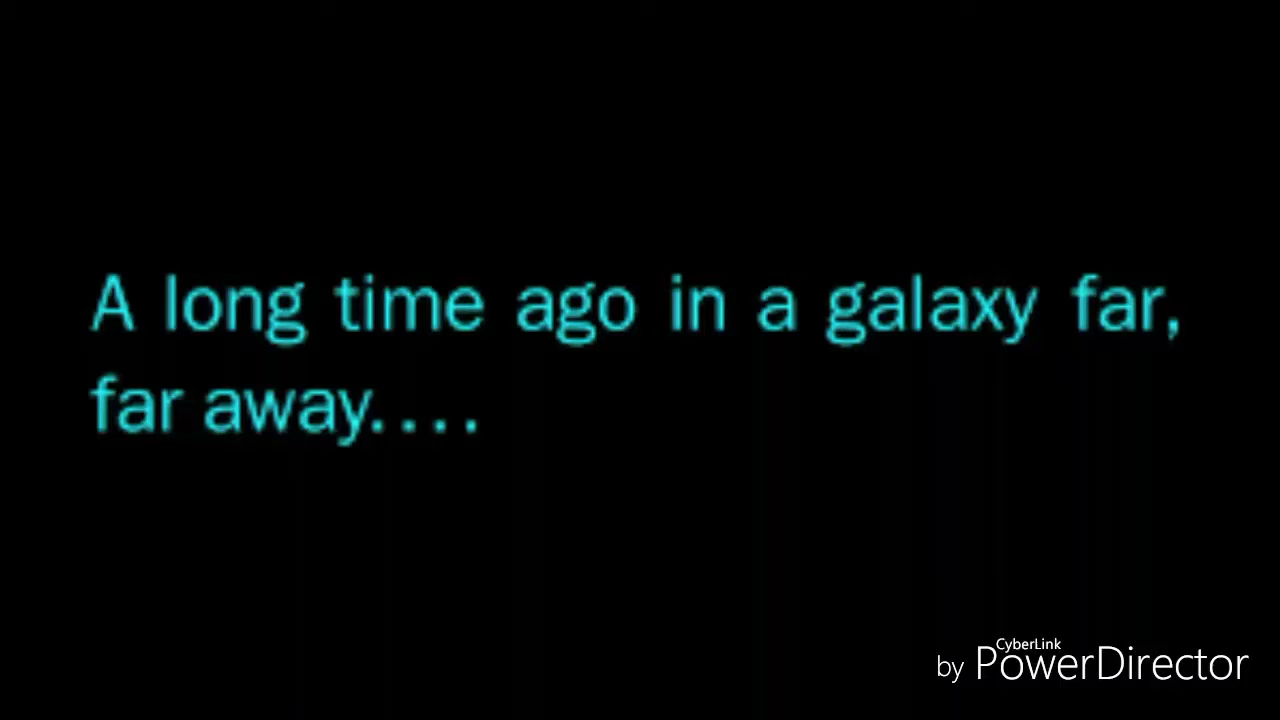 A long time ago in a galaxy far,
far away....
CyberLink
by PowerDirector